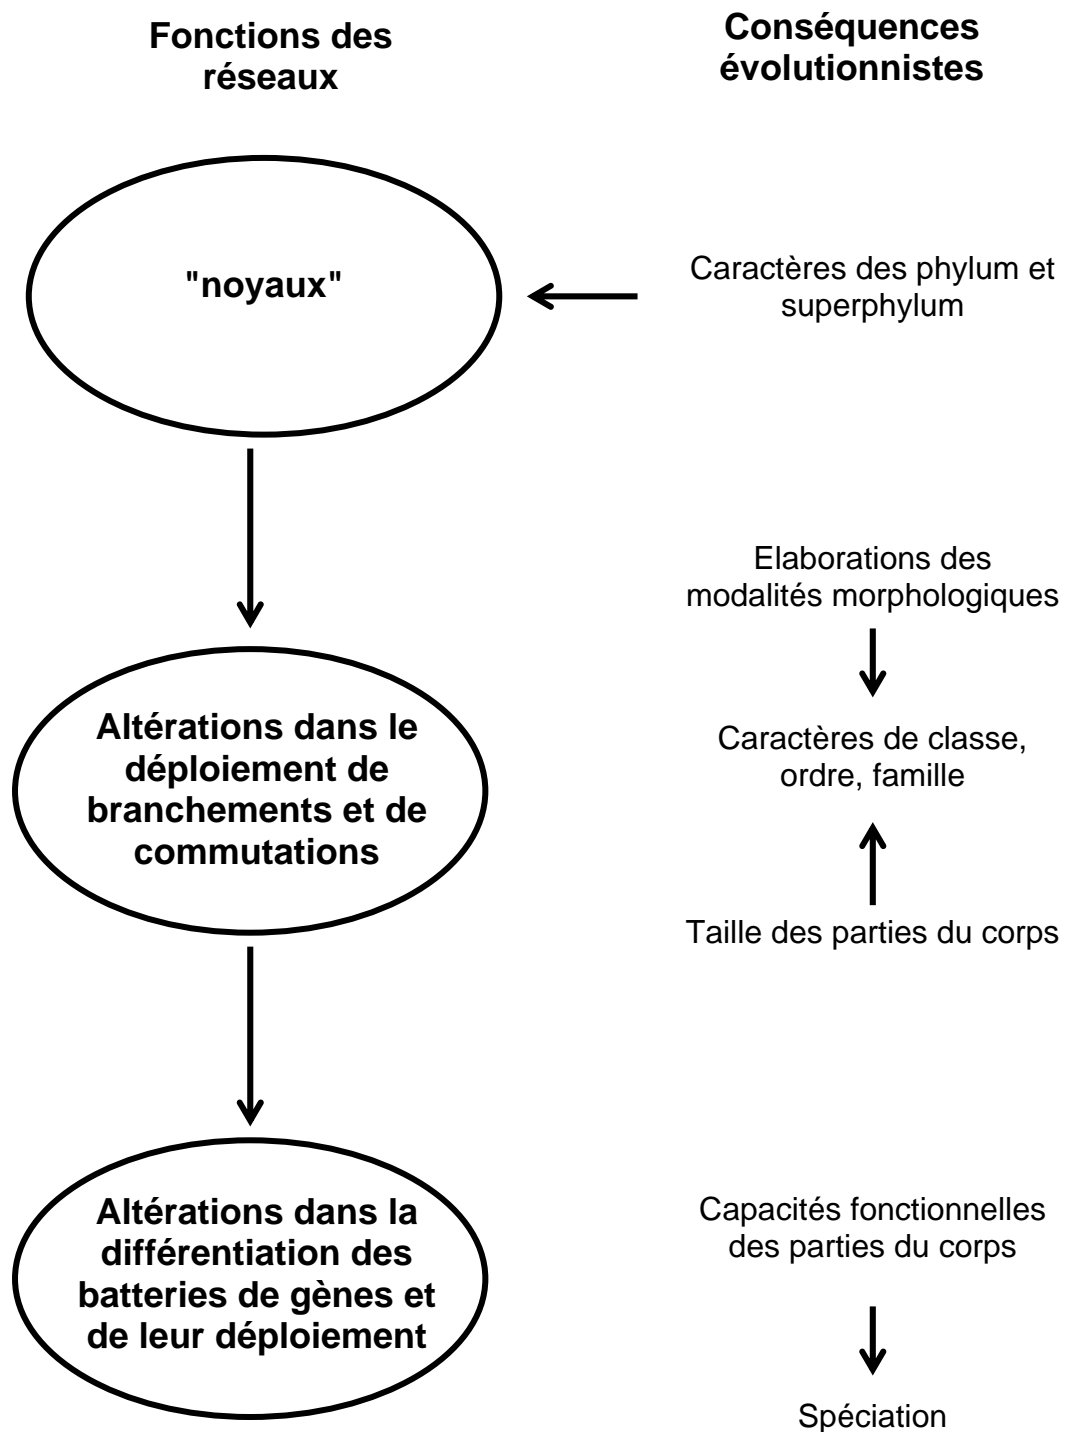 Fonctions des
réseaux
Conséquences
évolutionnistes
"noyaux"
Caractères des phylum et
superphylum
Elaborations des
modalités morphologiques
Altérations dans le
déploiement de
branchements et de
commutations
Caractères de classe,
ordre, famille
Taille des parties du corps
Altérations dans la
différentiation des
batteries de gènes et
de leur déploiement
Capacités fonctionnelles
des parties du corps
Spéciation